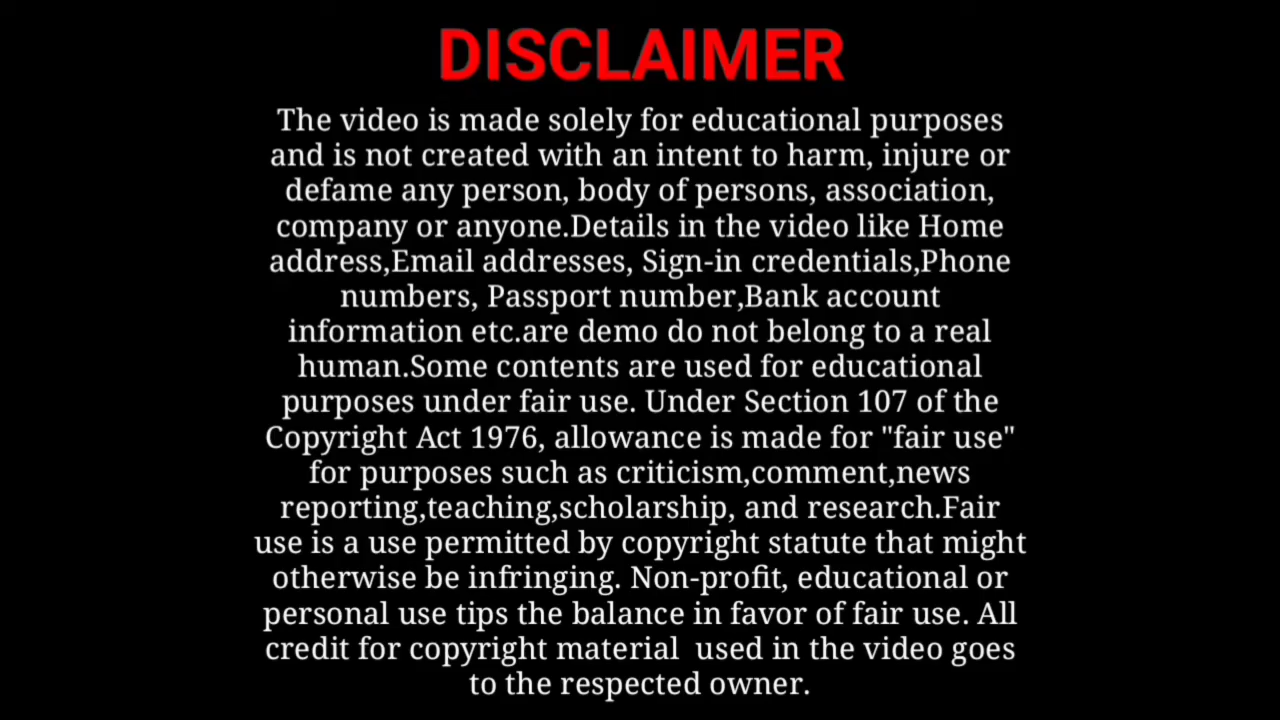 DISCLAIMER
The video is made solely for educational purposes
and is not created with an intent to harm, injure or
defame any person, body of persons, association,
company or anyone.Details in the video like Home
address,Email addresses, Sign-in credentials,Phone
numbers, Passport number,Bank account
information etc.are demo do not belong to a real
human.Some contents are used for educational
purposes under fair use. Under Section 107 of the
Copyright Act 1976, allowance is made for "fair use"
for purposes such as criticism,comment,news
reporting,teaching,scholarship, and research.Fair
use is a use permitted by copyright statute that might
otherwise be infringing. Non-profit, educational or
personal use tips the balance in favor of fair use. All
credit for copyright material  used in the video goes
to the respected owner.